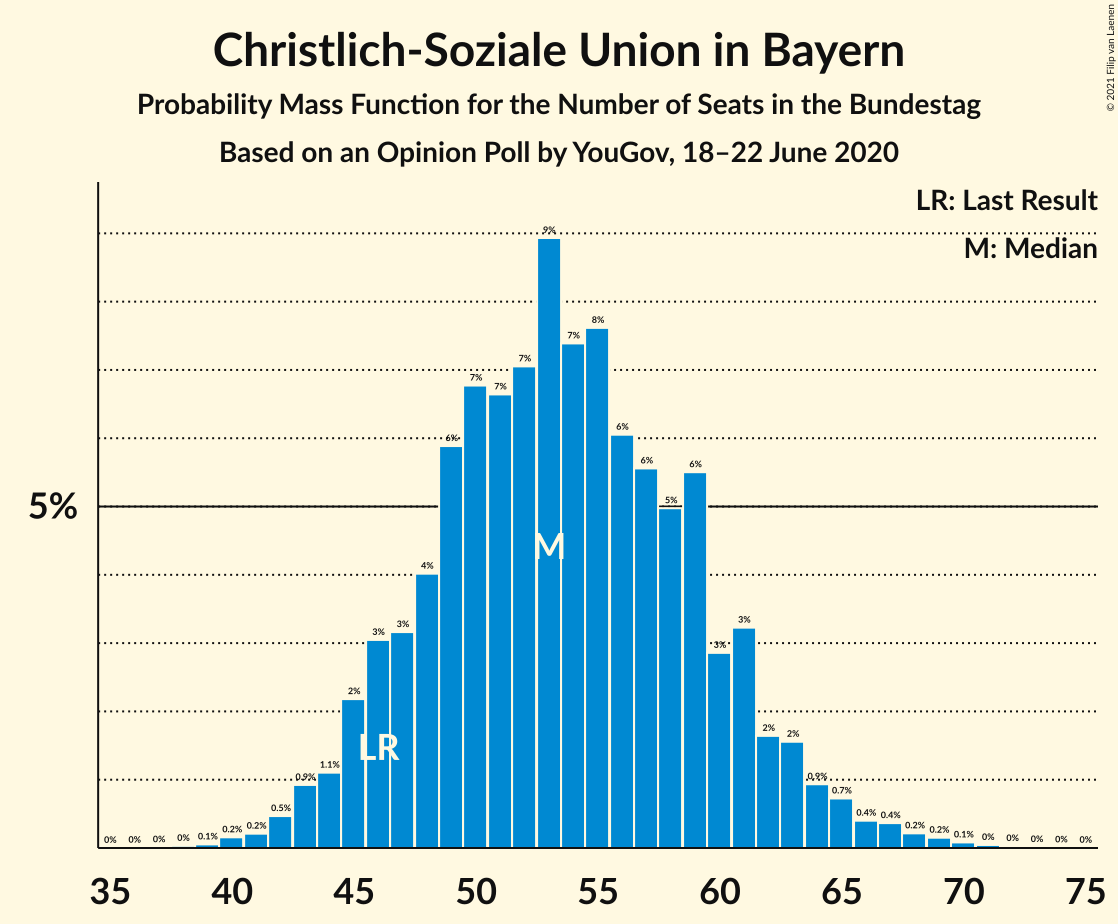 Christlich-Soziale Union in Bayern
Probability Mass Function for the Number of Seats in the Bundestag
Based on an Opinion Poll by YouGov, 18–22 June 2020
© 2021 Filip van Laenen
LR: Last Result
M: Median
5%
0% 0% 0% 0% 0.1% 0.2% 0.2% 0.5% 0.9% 1.1% 2% 3% 3% 4% 6% 7% 7% 7% 9% 7% 8% 6% 6% 5% 6% 3% 3% 2% 2% 0.9% 0.7% 0.4% 0.4% 0.2% 0.2% 0.1% 0% 0% 0% 0% 0%
M
LR
35 40 45 50 55 60 65 70 75